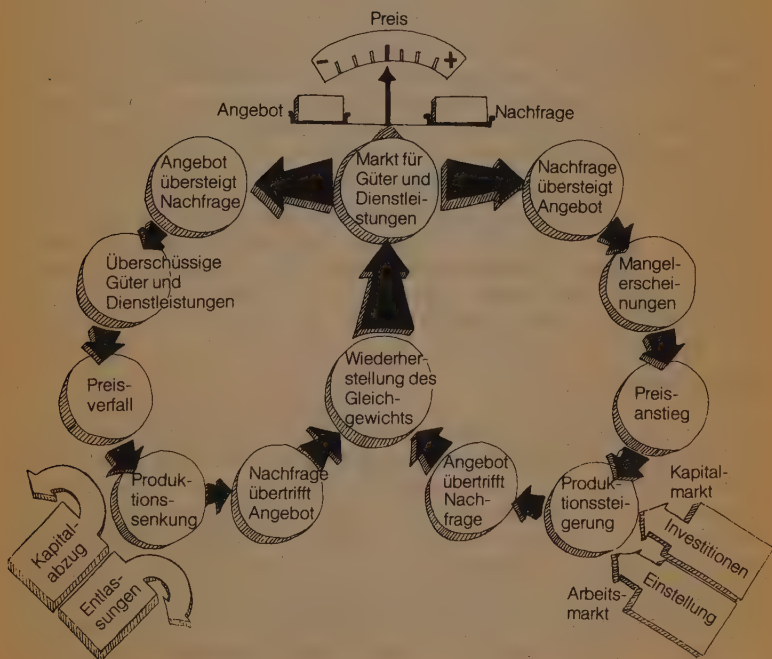 Preis
- +
Angebot
Nachfrage
Angebot
übersteigt
Nachfrage
Markt für
Güter und
Dienstlei-
stungen
Nachfrage
übersteigt
Angebot
Überschüssige
Güter und
Dienstleistungen
Mangel-
erschei-
nungen
Preis-
verfall
Wiederher-
stellung des
Gleich-
gewichts
Preis-
anstieg
Produk-
tionss-
senkung
Nachfrage
übertrifft
Angebot
Angebot
übertrifft
Nach-
frage
Produk-
tionsstei-
gerung
Kapital-
markt
Kapital-
abzug
Entlas-
sungen
Investitionen
Einstellung
Arbeits-
markt